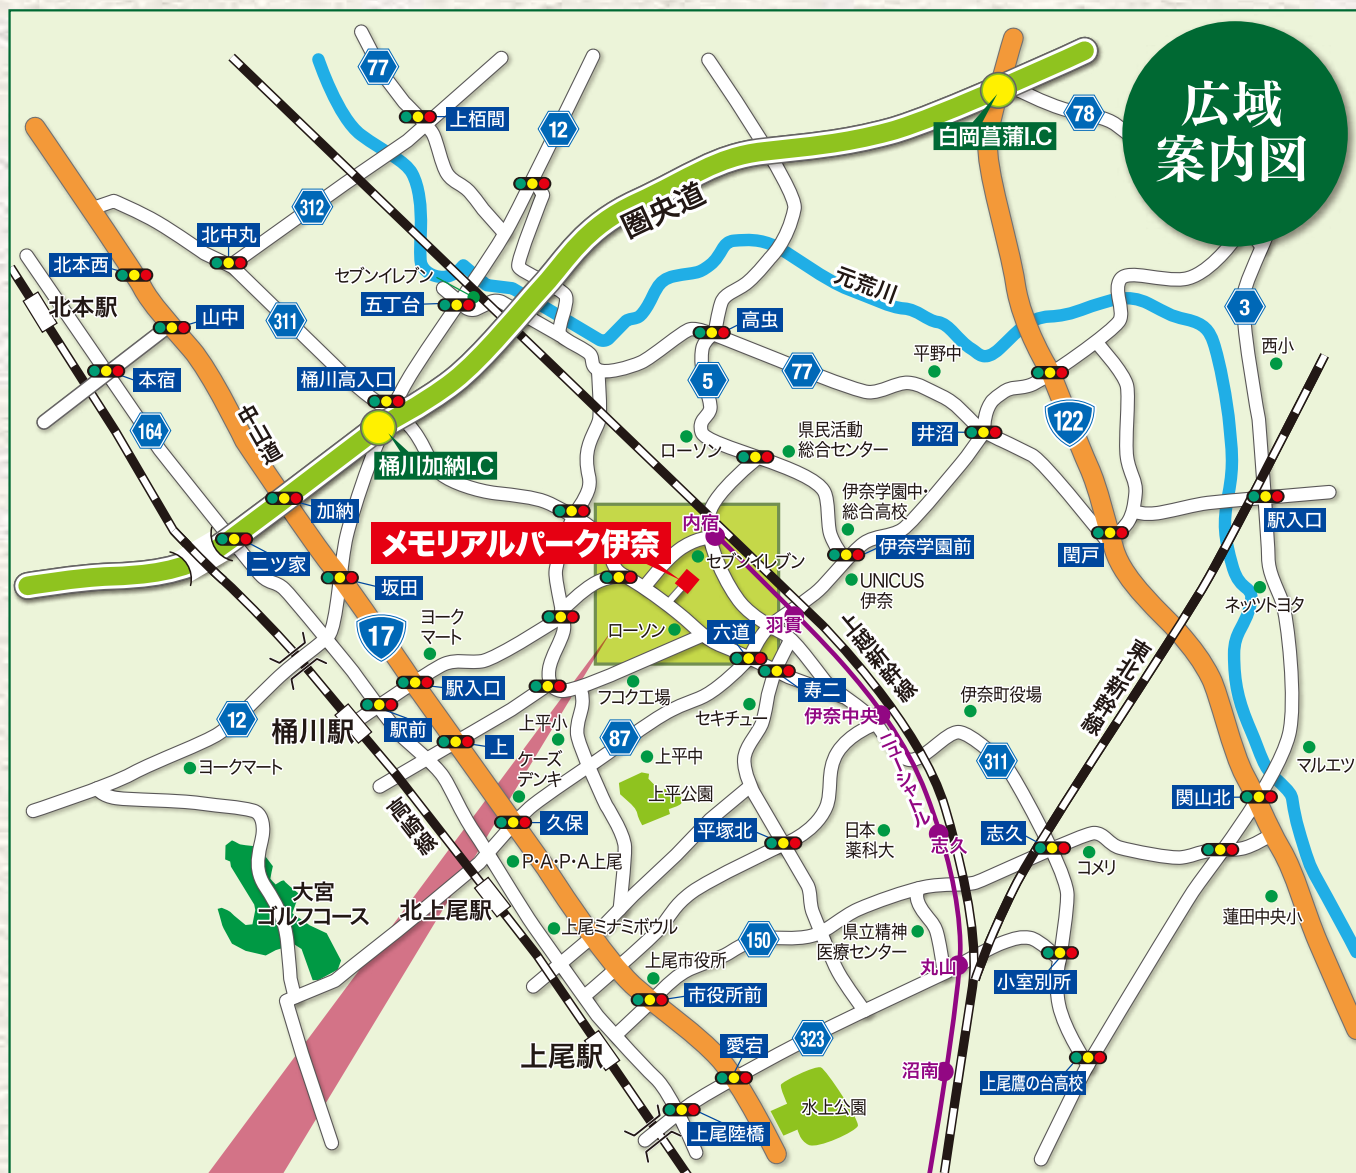 広域
案内図
77
上栢間
12
78
白岡菖蒲I.C
312
圏央道
北中丸
北本西
セブンイレブン
五丁台
元荒川
北本駅
山中
311
高虫
3
平野中
西小
本宿
桶川高入口
5
77
164
中山道
122
井沼
ローソン
県民活動
総合センター
桶川加納I.C
加納
伊奈学園中・
総合高校
駅入口
内宿
メモリアルパーク伊奈
セブンイレブン
伊奈学園前
閏戸
二ツ家
坂田
UNICUS
伊奈
ネッツトヨタ
ヨーク
マート
17
ローソン
六道
羽貫
上越新幹線
東北新幹線
駅入口
フコク工場
寿二
伊奈町役場
12
桶川駅
駅前
上
上平小
セキチュー
伊奈中央
87
ケーズ
デンキ
上平中
ニューシャトル
311
マルエツ
ヨークマート
高崎線
上平公園
関山北
久保
平塚北
日本
薬科大
志久
志久
コメリ
P・A・P・A上尾
大宮
ゴルフコース
北上尾駅
蓮田中央小
上尾ミナミボウル
150
県立精神
医療センター
上尾市役所
丸山
小室別所
市役所前
上尾駅
愛宕
323
沼南
上尾鷹の台高校
水上公園
上尾陸橋